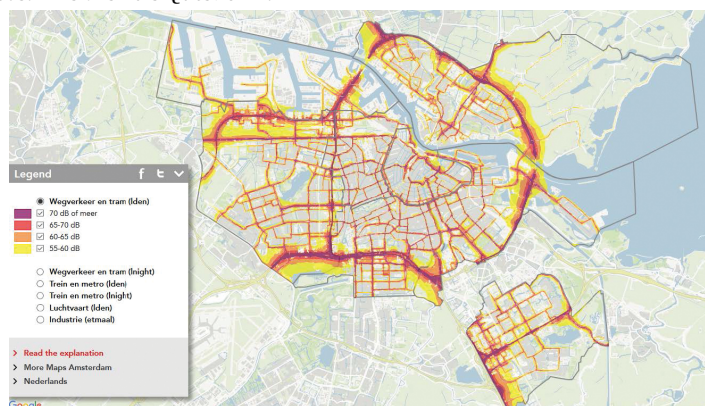 Legend
Wegverkeer en tram (lden)
70 dB of meer
65-70 dB
60-65 dB
55-60 dB
Wegverkeer en tram (lnight)
Trein en metro (lden)
Trein en metro (lnight)
Luchtvaart (lden)
Industrie (etmaal)
> Read the explanation
> More Maps Amsterdam
> Nederlands
Google